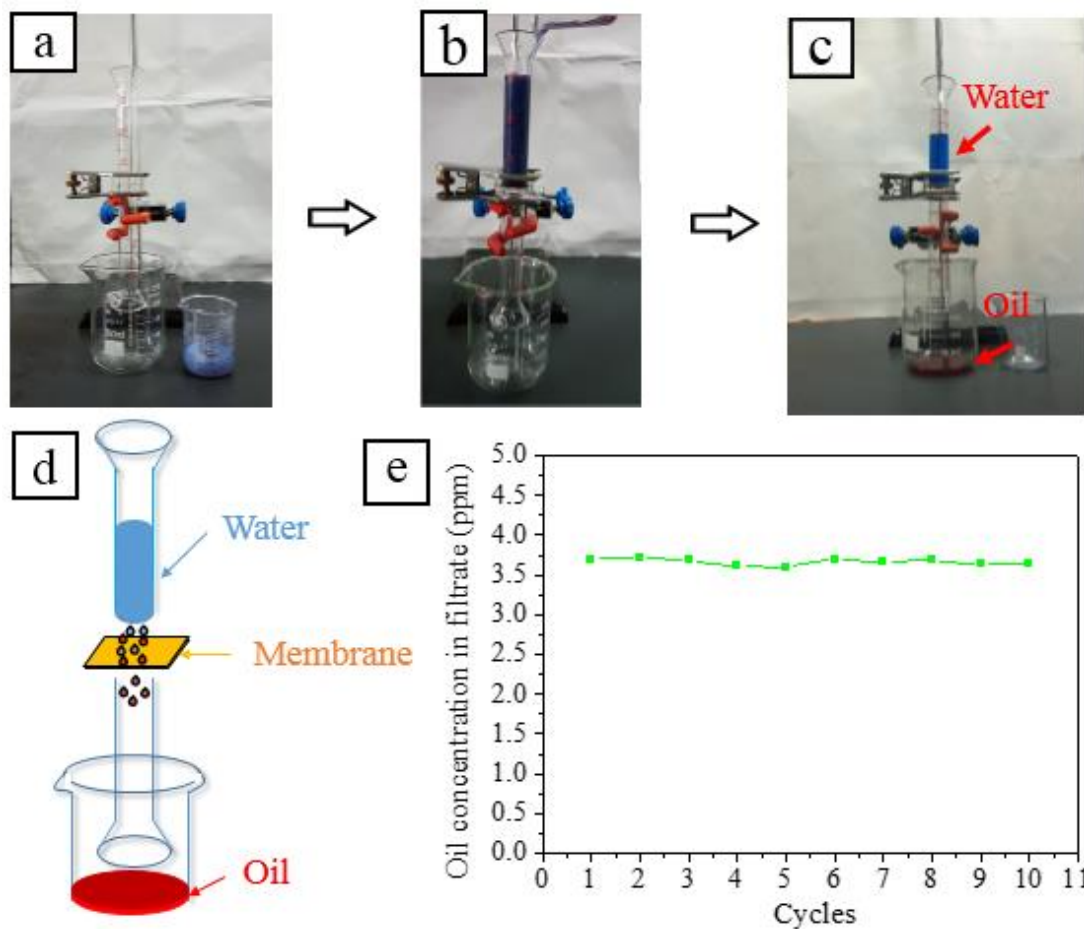 a
b
c
Water
Oil
d
Water
Membrane
Oil
e
Oil concentration in filtrate (ppm)
5.0
4.5
4.0
3.5
3.0
2.5
2.0
1.5
1.0
0.5
0.0
0 1 2 3 4 5 6 7 8 9 10 11
Cycles